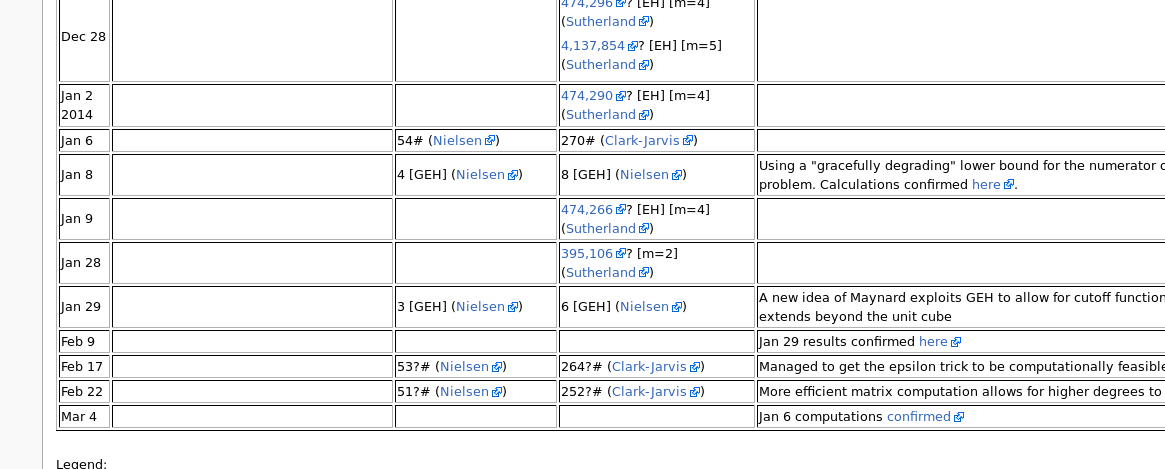 474,296? [EH] [m=4]
(Sutherland)
Dec 28
4,137,854? [EH] [m=5]
(Sutherland)
Jan 2
2014
474,290? [EH] [m=4]
(Sutherland)
Jan 6 54# (Nielsen) 270# (Clark-Jarvis)
Jan 8 4 [GEH] (Nielsen) 8 [GEH] (Nielsen) Using a "gracefully degrading" lower bound for the numerator
problem. Calculations confirmed here.
Jan 9 474,266? [EH] [m=4]
(Sutherland)
Jan 28 395,106? [m=2]
(Sutherland)
Jan 29 3 [GEH] (Nielsen) 6 [GEH] (Nielsen) A new idea of Maynard exploits GEH to allow for cutoff function
extends beyond the unit cube
Feb 9 Jan 29 results confirmed here
Feb 17 53?# (Nielsen) 264?# (Clark-Jarvis) Managed to get the epsilon trick to be computationally feasible
Feb 22 51?# (Nielsen) 252?# (Clark-Jarvis) More efficient matrix computation allows for higher degrees to
Mar 4 Jan 6 computations confirmed
Legend: